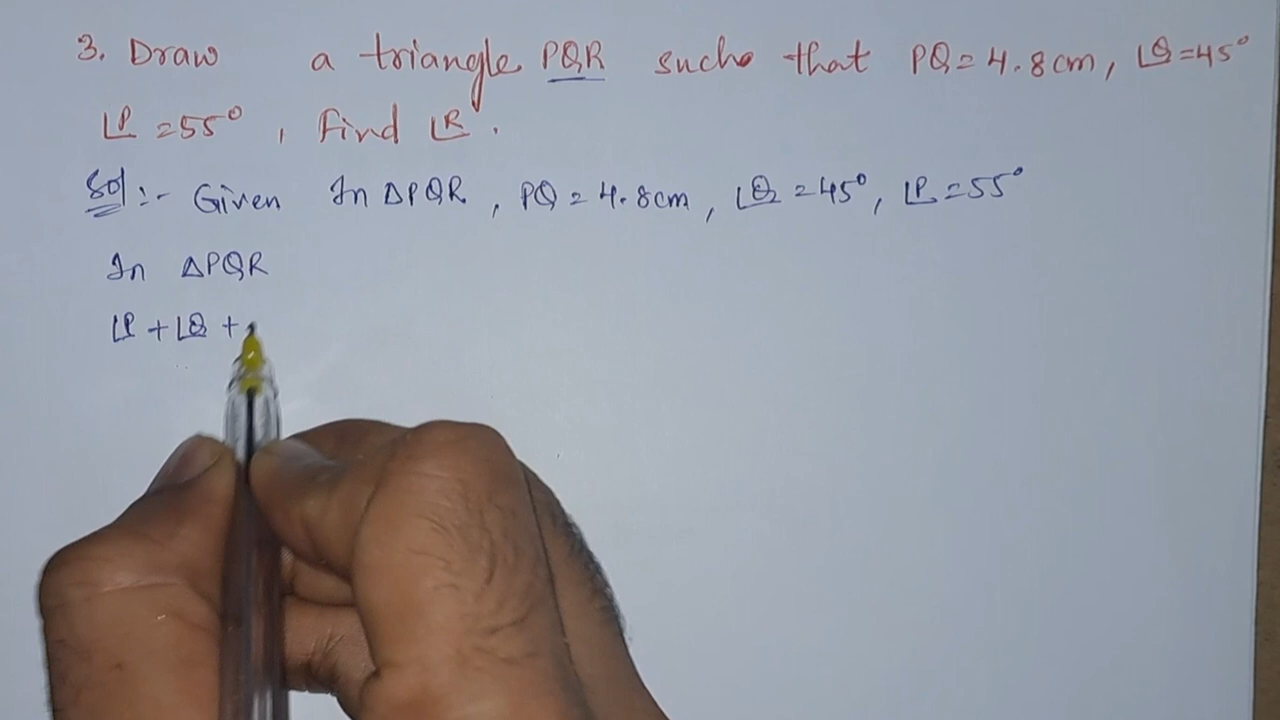 3. Draw a triangle PQR such that PQ = 4.8cm, ∠Q = 45°
∠P = 55°, Find ∠R.
Sol :- Given In ΔPQR, PQ = 4.8cm, ∠Q = 45°, ∠P = 55°
In ΔPQR
∠P + ∠Q +